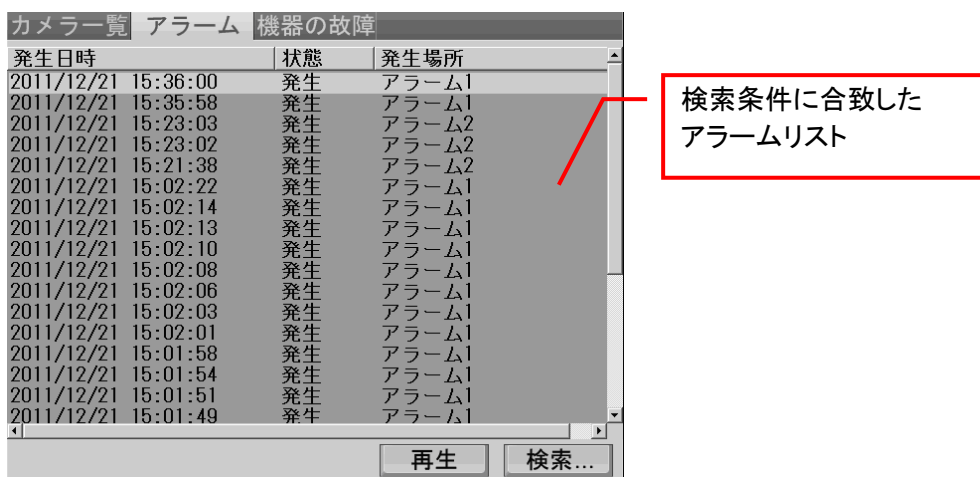 カメラ一覧 アラーム 機器の故障
発生日時 状態 発生場所
2011/12/21 15:36:00 発生 アラーム1
2011/12/21 15:35:58 発生 アラーム1
2011/12/21 15:23:03 発生 アラーム2
2011/12/21 15:23:02 発生 アラーム2
2011/12/21 15:21:38 発生 アラーム2
2011/12/21 15:02:22 発生 アラーム1
2011/12/21 15:02:14 発生 アラーム1
2011/12/21 15:02:13 発生 アラーム1
2011/12/21 15:02:10 発生 アラーム1
2011/12/21 15:02:08 発生 アラーム1
2011/12/21 15:02:06 発生 アラーム1
2011/12/21 15:02:03 発生 アラーム1
2011/12/21 15:02:01 発生 アラーム1
2011/12/21 15:01:58 発生 アラーム1
2011/12/21 15:01:54 発生 アラーム1
2011/12/21 15:01:51 発生 アラーム1
2011/12/21 15:01:49 発生 アラーム1
再生 検索...
検索条件に合致した
アラームリスト